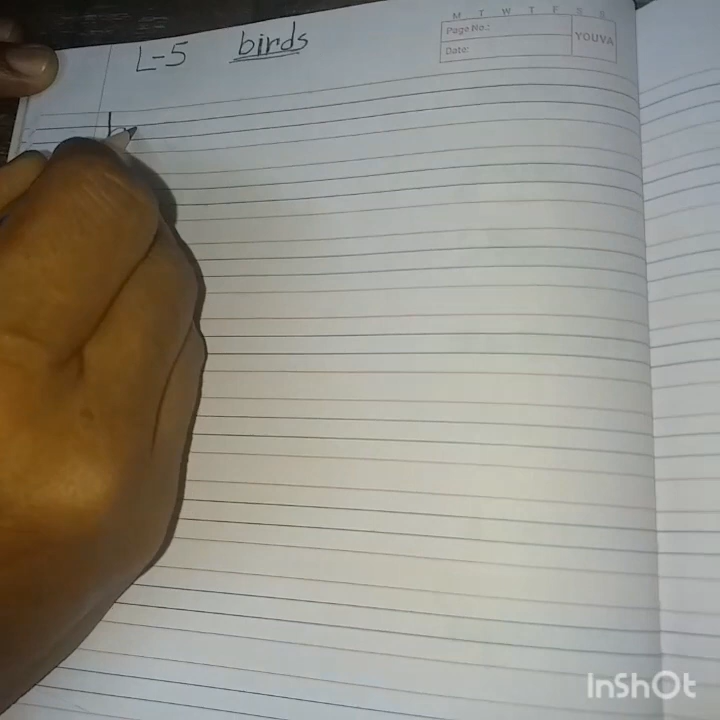 M T W T F S S
Page No.:
YOUVA
Date:
L-5 birds
InShOt